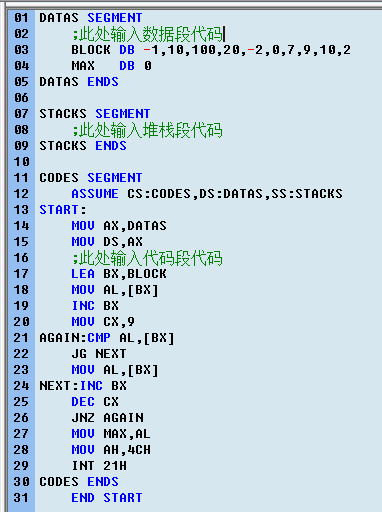 01 DATAS SEGMENT
02     ;此处输入数据段代码
03     BLOCK DB -1,10,100,20,-2,0,7,9,10,2
04     MAX   DB 0
05 DATAS ENDS
06
07 STACKS SEGMENT
08     ;此处输入堆栈段代码
09 STACKS ENDS
10
11 CODES SEGMENT
12     ASSUME CS:CODES,DS:DATAS,SS:STACKS
13 START:
14     MOV AX,DATAS
15     MOV DS,AX
16     ;此处输入代码段代码
17     LEA BX,BLOCK
18     MOV AL,[BX]
19     INC BX
20     MOV CX,9
21 AGAIN:CMP AL,[BX]
22     JG NEXT
23     MOV AL,[BX]
24 NEXT:INC BX
25     DEC CX
26     JNZ AGAIN
27     MOV MAX,AL
28     MOV AH,4CH
29     INT 21H
30 CODES ENDS
31     END START